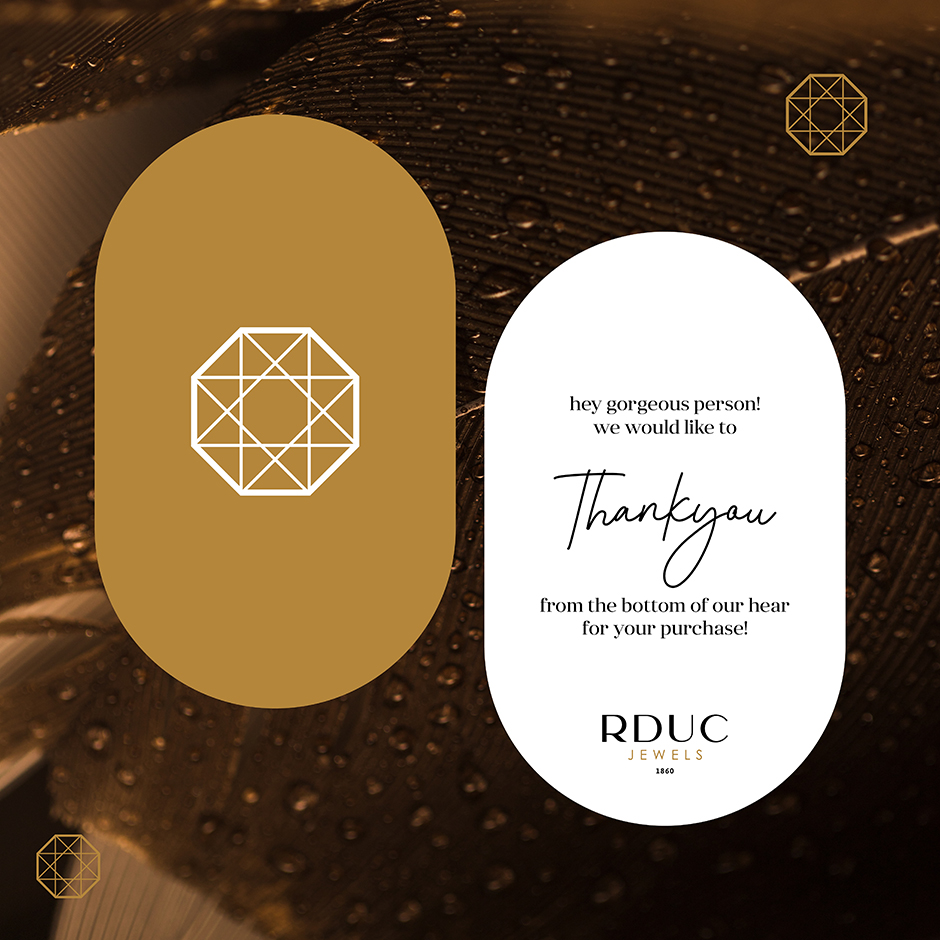 hey gorgeous person!
we would like to
Thankyou
from the bottom of our hear
for your purchase!
RDUC
JEWELS
1860